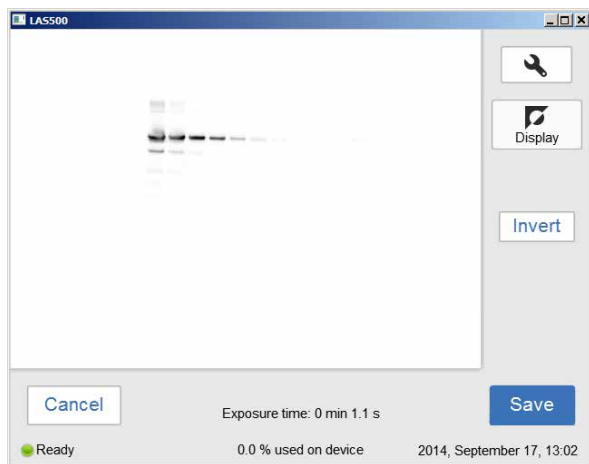 LAS500
Display
Invert
Cancel
Exposure time: 0 min 1.1 s
Save
Ready
0.0 % used on device
2014, September 17, 13:02